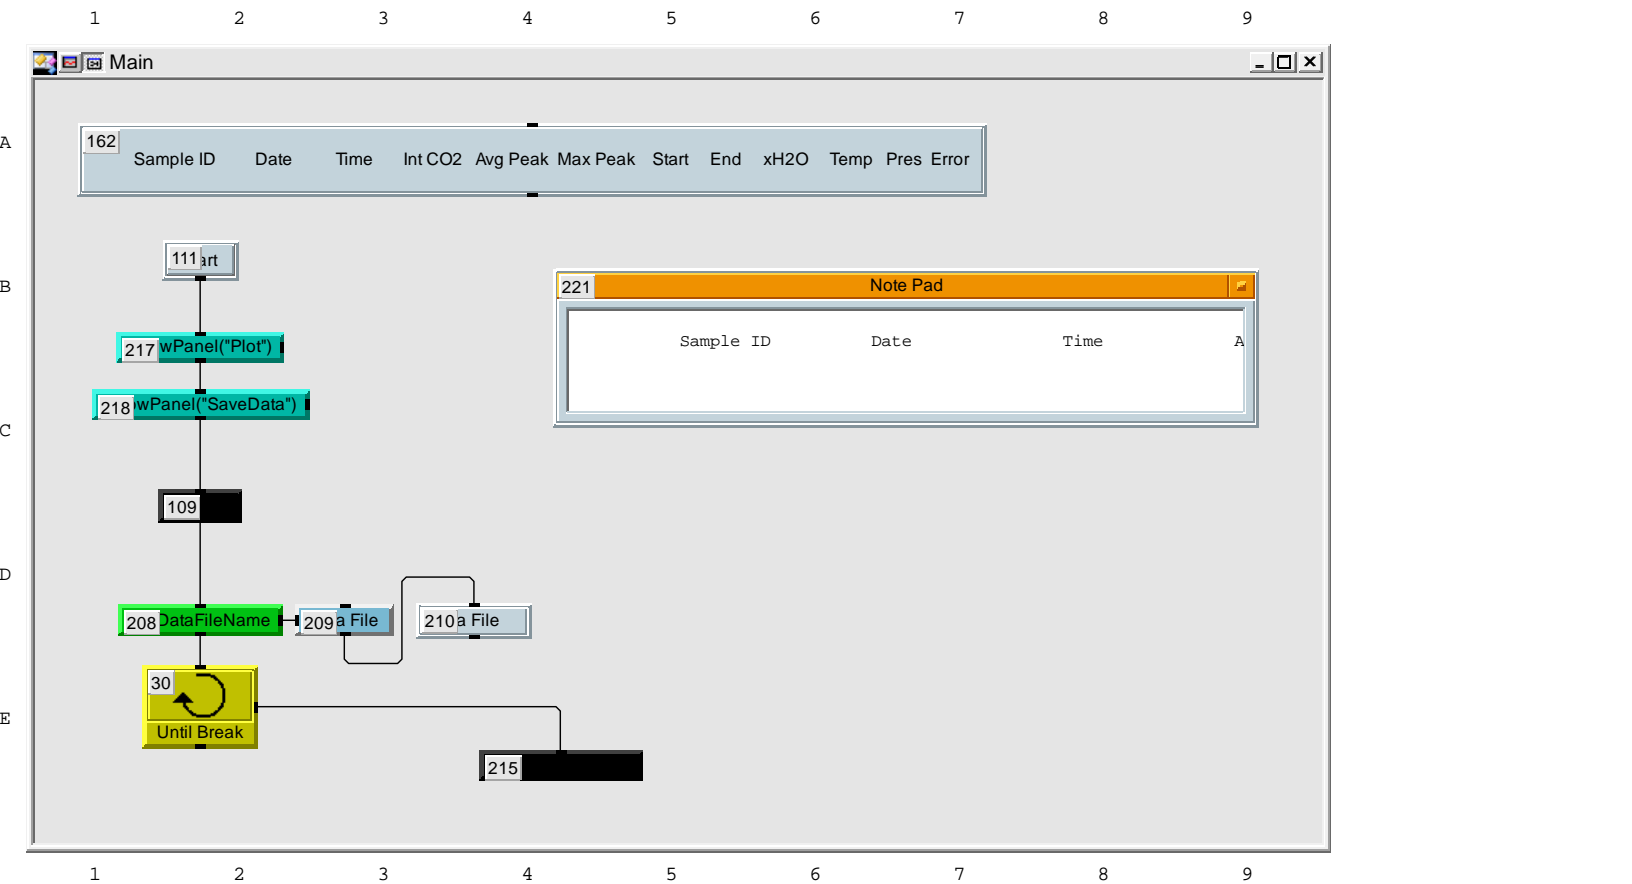 1 2 3 4 5 6 7 8 9
Main
A
162
Sample ID Date Time Int CO2 Avg Peak Max Peak Start End xH2O Temp Pres Error
111 art
B
221 Note Pad
Sample ID Date Time A
217 wPanel("Plot")
218 owPanel("SaveData")
C
109
D
208 DataFileName 209 a File 210 a File
30
E
Until Break
215
1 2 3 4 5 6 7 8 9